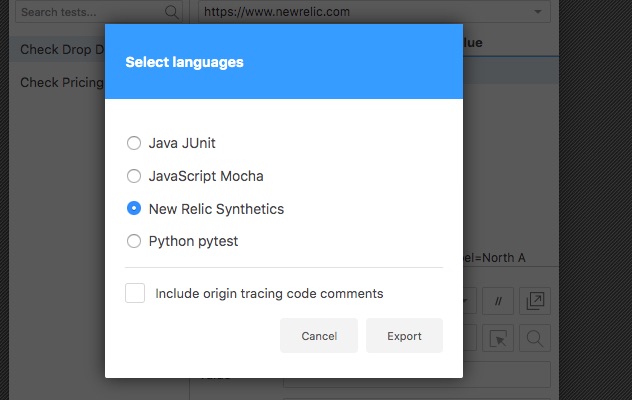 Search tests...
https://www.newrelic.com
Select languages
Check Drop D
lue
Check Pricing
Java JUnit
JavaScript Mocha
New Relic Synthetics
Python pytest
bel=North A
Include origin tracing code comments
//
Cancel
Export